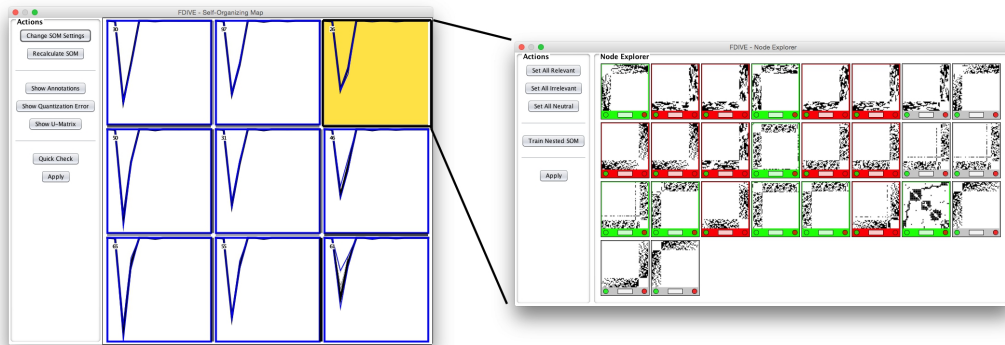 FDIVE - Self-Organizing Map
Actions
Change SOM Settings
Recalculate SOM
Show Annotations
Show Quantization Error
Show U-Matrix
Quick Check
Apply
30
97
26
50
31
46
65
55
FDIVE - Node Explorer
Actions
Set All Relevant
Set All Irrelevant
Set All Neutral
Train Nested SOM
Apply
Node Explorer